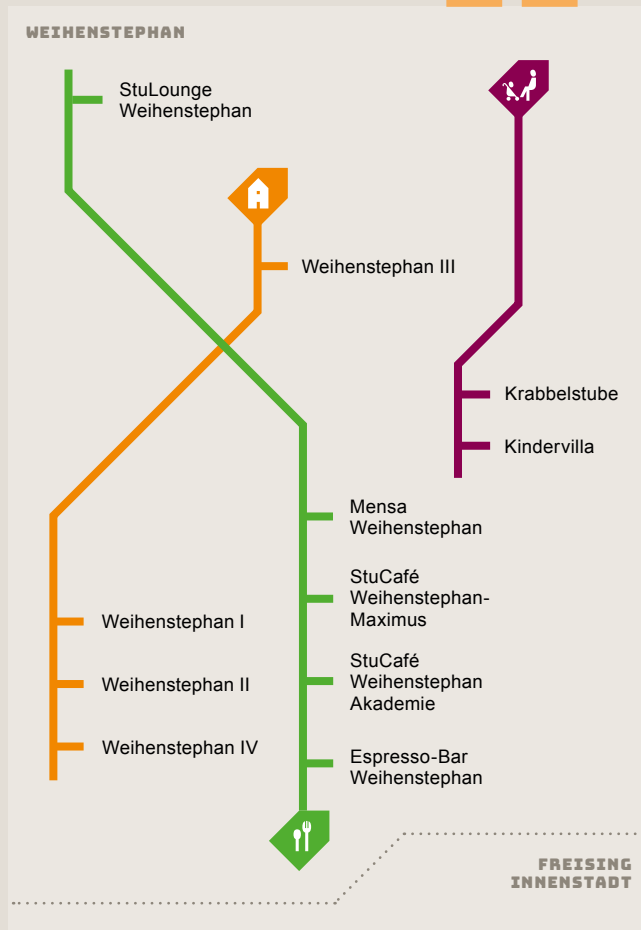 WEIHENSTEPHAN
StuLounge
Weihenstephan
Weihenstephan III
Krabbelstube
Kindervilla
Mensa
Weihenstephan
StuCafé
Weihenstephan-
Maximus
Weihenstephan I
StuCafé
Weihenstephan
Akademie
Weihenstephan II
Weihenstephan IV
Espresso-Bar
Weihenstephan
FREISING
INNENSTADT